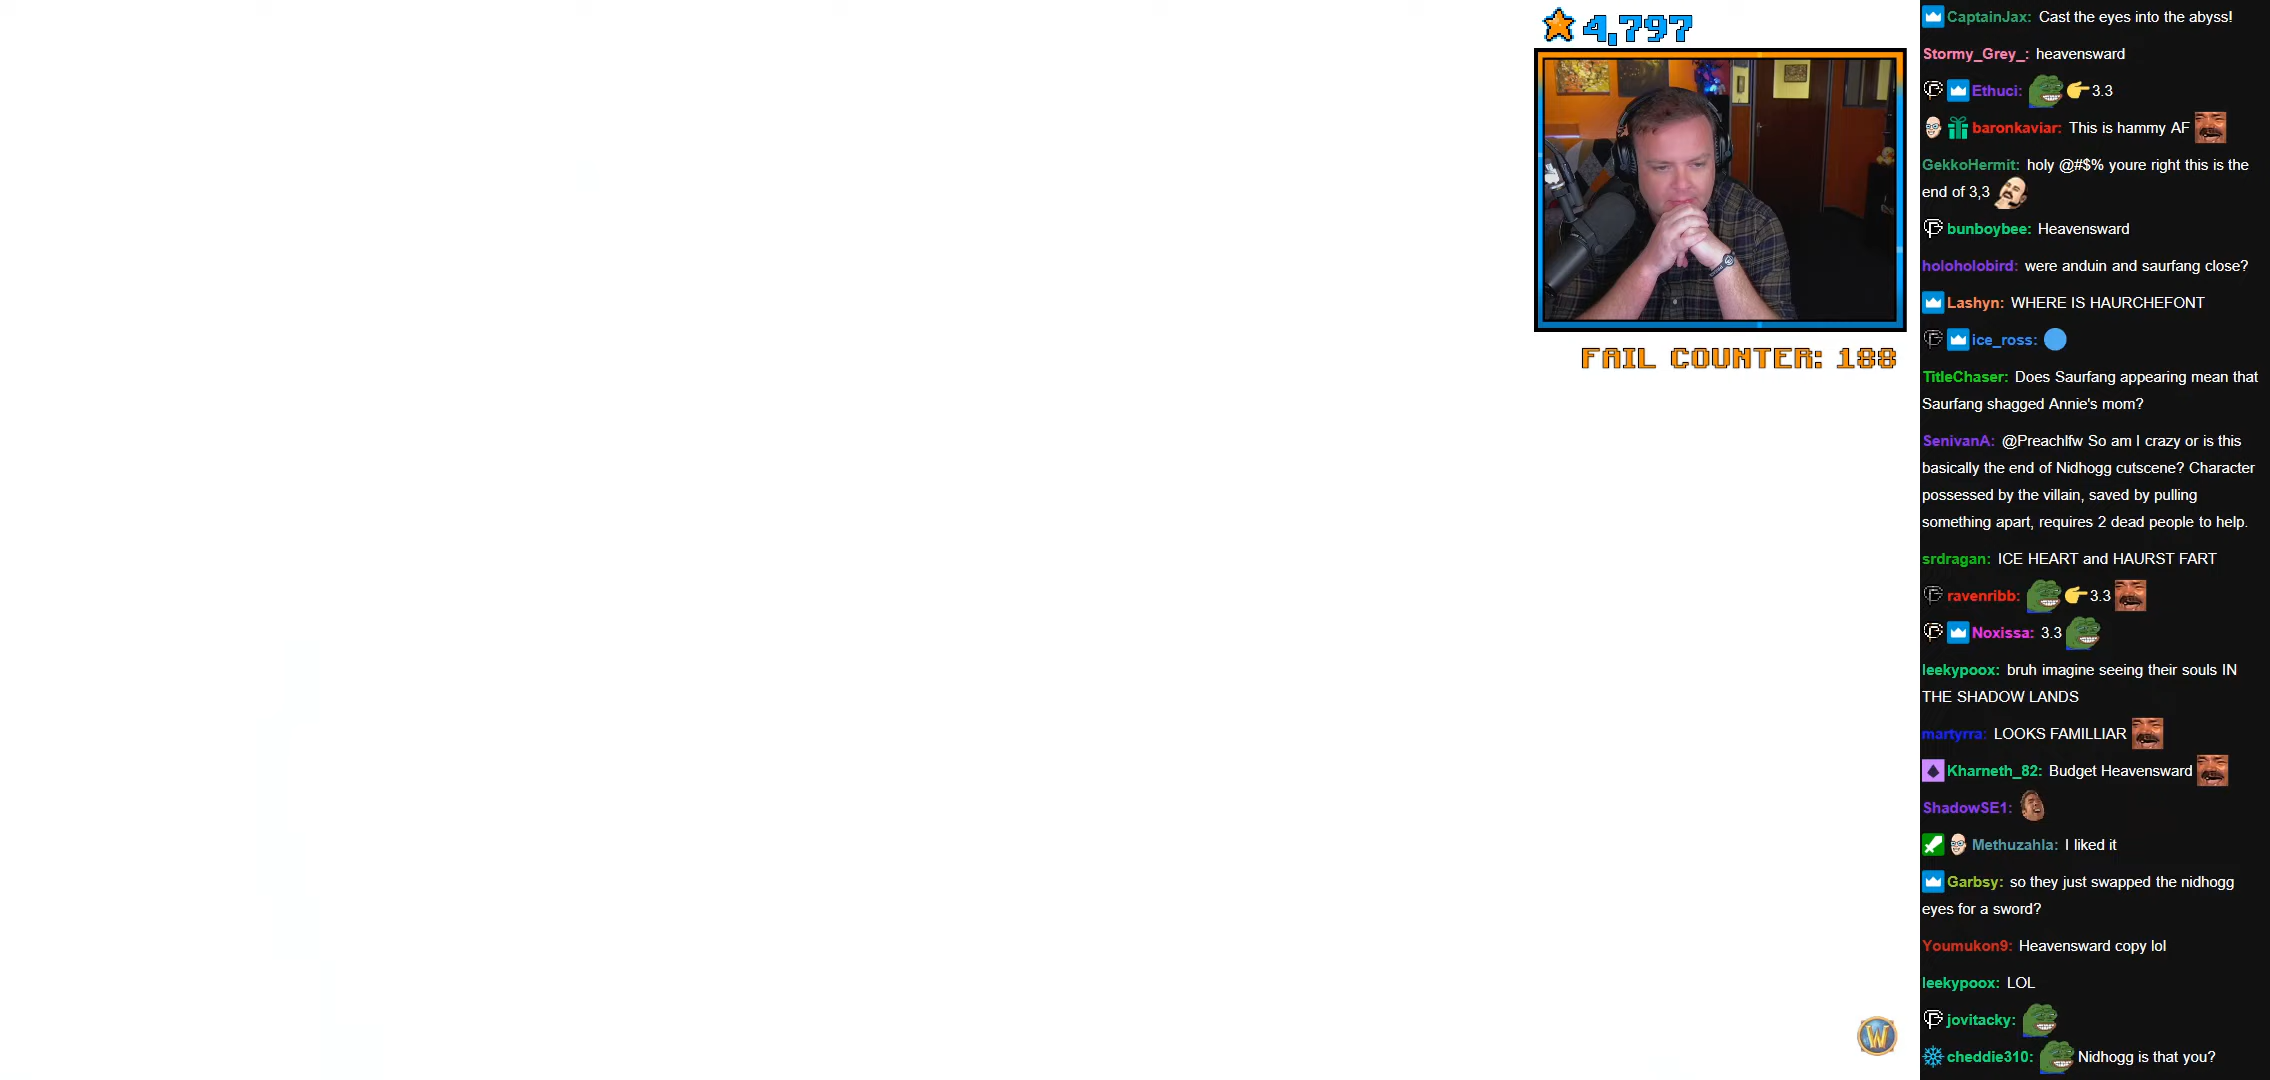 4,797
FAIL COUNTER: 188
W
CaptainJax: Cast the eyes into the abyss!
Stormy_Grey_: heavensward
Ethuci: 3.3
baronkaviar: This is hammy AF
GekkoHermit: holy @#$% youre right this is the
end of 3,3
bunboybee: Heavensward
holoholobird: were anduin and saurfang close?
Lashyn: WHERE IS HAURCHEFONT
ice_ross:
TitleChaser: Does Saurfang appearing mean that
Saurfang shagged Annie's mom?
SenivanA: @Preachlfw So am I crazy or is this
basically the end of Nidhogg cutscene? Character
possessed by the villain, saved by pulling
something apart, requires 2 dead people to help.
srdragan: ICE HEART and HAURST FART
ravenribb: 3.3
Noxissa: 3.3
leekypoox: bruh imagine seeing their souls IN
THE SHADOW LANDS
martyrra: LOOKS FAMILLIAR
Kharneth_82: Budget Heavensward
ShadowSE1:
Methuzahla: I liked it
Garbsy: so they just swapped the nidhogg
eyes for a sword?
Youmukon9: Heavensward copy lol
leekypoox: LOL
jovitacky:
cheddie310: Nidhogg is that you?